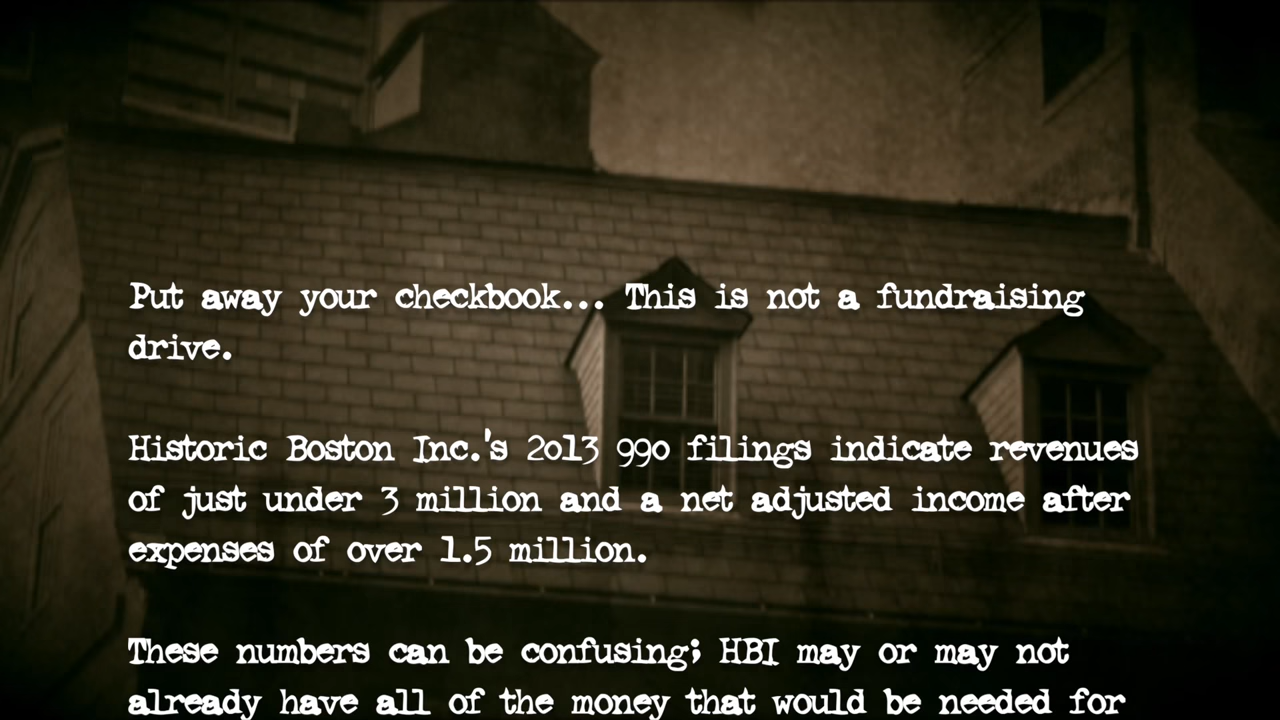 Put away your checkbook... This is not a fundraising
drive.
Historic Boston Inc.'s 2013 990 filings indicate revenues
of just under 3 million and a net adjusted income after
expenses of over 1.5 million.
These numbers can be confusing; HBI may or may not
already have all of the money that would be needed for